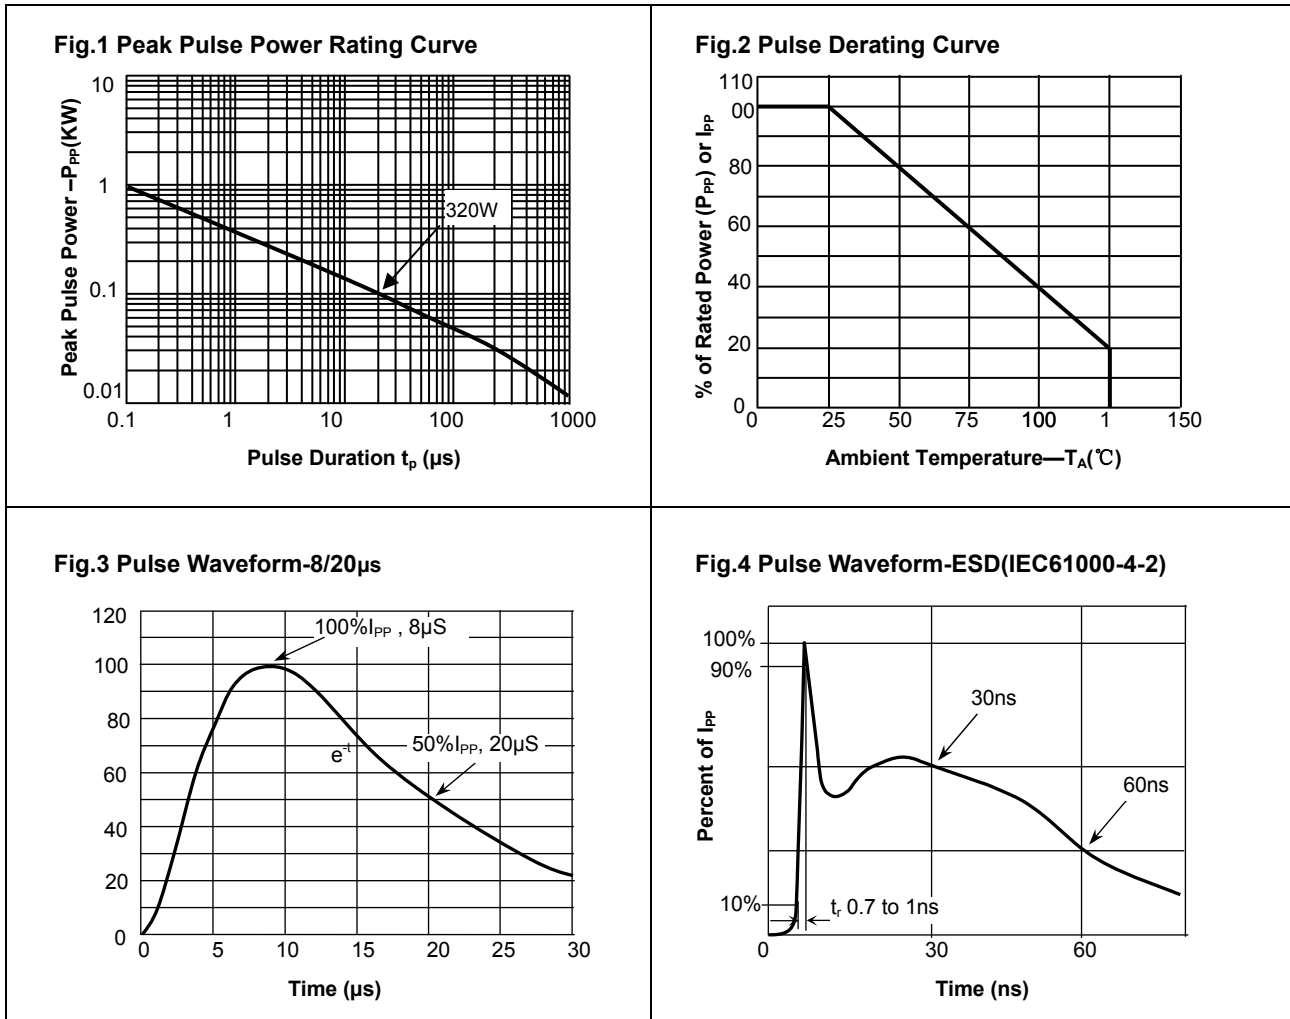 Fig.1 Peak Pulse Power Rating Curve
Peak Pulse Power –PPP(KW)
10
1
0.1
0.01
320W
0.1 1 10 100 1000
Pulse Duration tp (µs)
Fig.2 Pulse Derating Curve
% of Rated Power (PPP) or IPP
110
00
80
60
40
20
0
0 25 50 75 100 1 150
Ambient Temperature—TA(℃)
Fig.3 Pulse Waveform-8/20µs
120
100
80
60
40
20
0
100%IPP , 8µS
e-t
50%IPP, 20µS
0 5 10 15 20 25 30
Time (µs)
Fig.4 Pulse Waveform-ESD(IEC61000-4-2)
Percent of IPP
100%
90%
10%
30ns
60ns
tr 0.7 to 1ns
0 30 60
Time (ns)